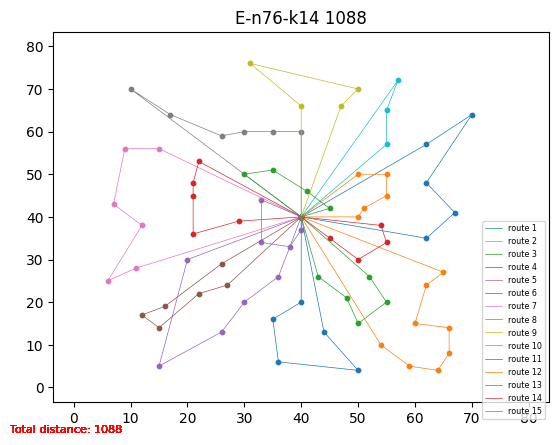 E-n76-k14 1088
80
70
60
50
40
30
20
10
0
0 10 20 30 40 50 60 70 80
route 1
route 2
route 3
route 4
route 5
route 6
route 7
route 8
route 9
route 10
route 11
route 12
route 13
route 14
route 15
Total distance: 1088